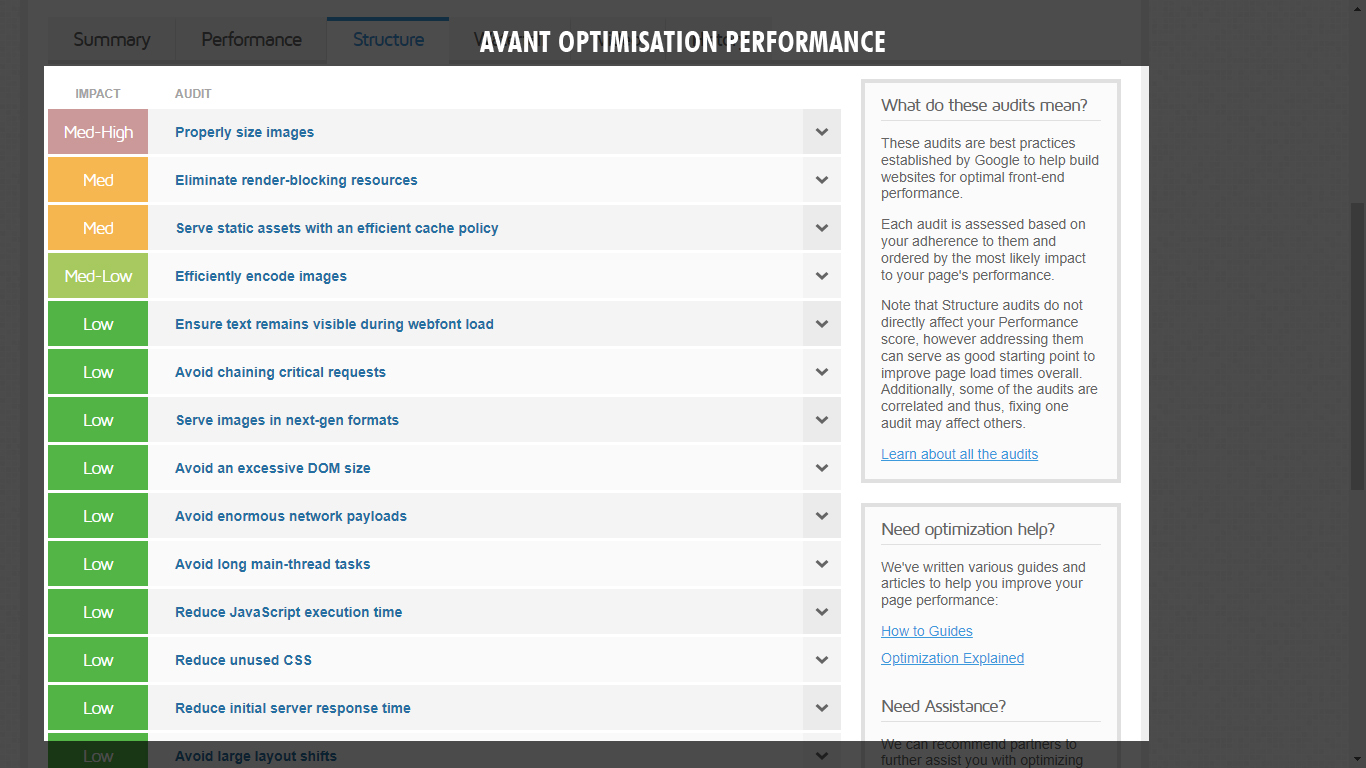 Summary
Performance
Structure
AVANT OPTIMISATION PERFORMANCE
IMPACT
AUDIT
Med-High
Properly size images
Med
Eliminate render-blocking resources
Med
Serve static assets with an efficient cache policy
Med-Low
Efficiently encode images
Low
Ensure text remains visible during webfont load
Low
Avoid chaining critical requests
Low
Serve images in next-gen formats
Low
Avoid an excessive DOM size
Low
Avoid enormous network payloads
Low
Avoid long main-thread tasks
Low
Reduce JavaScript execution time
Low
Reduce unused CSS
Low
Reduce initial server response time
Low
Avoid large layout shifts
What do these audits mean?
These audits are best practices
established by Google to help build
websites for optimal front-end
performance.
Each audit is assessed based on
your adherence to them and
ordered by the most likely impact
to your page's performance.
Note that Structure audits do not
directly affect your Performance
score, however addressing them
can serve as good starting point to
improve page load times overall.
Additionally, some of the audits are
correlated and thus, fixing one
audit may affect others.
Learn about all the audits
Need optimization help?
We've written various guides and
articles to help you improve your
page performance:
How to Guides
Optimization Explained
Need Assistance?
We can recommend partners to
further assist you with optimizing